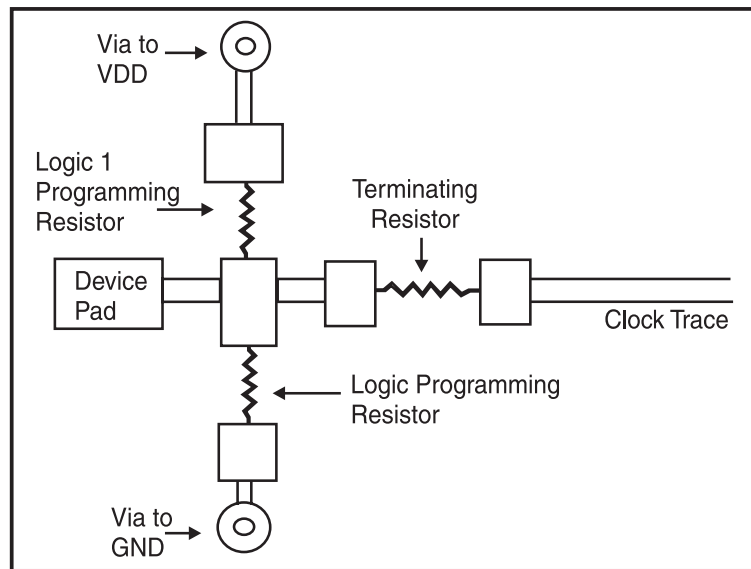 Via to
VDD
Logic 1
Programming
Resistor
Terminating
Resistor
Device
Pad
Clock Trace
Logic Programming
Resistor
Via to
GND